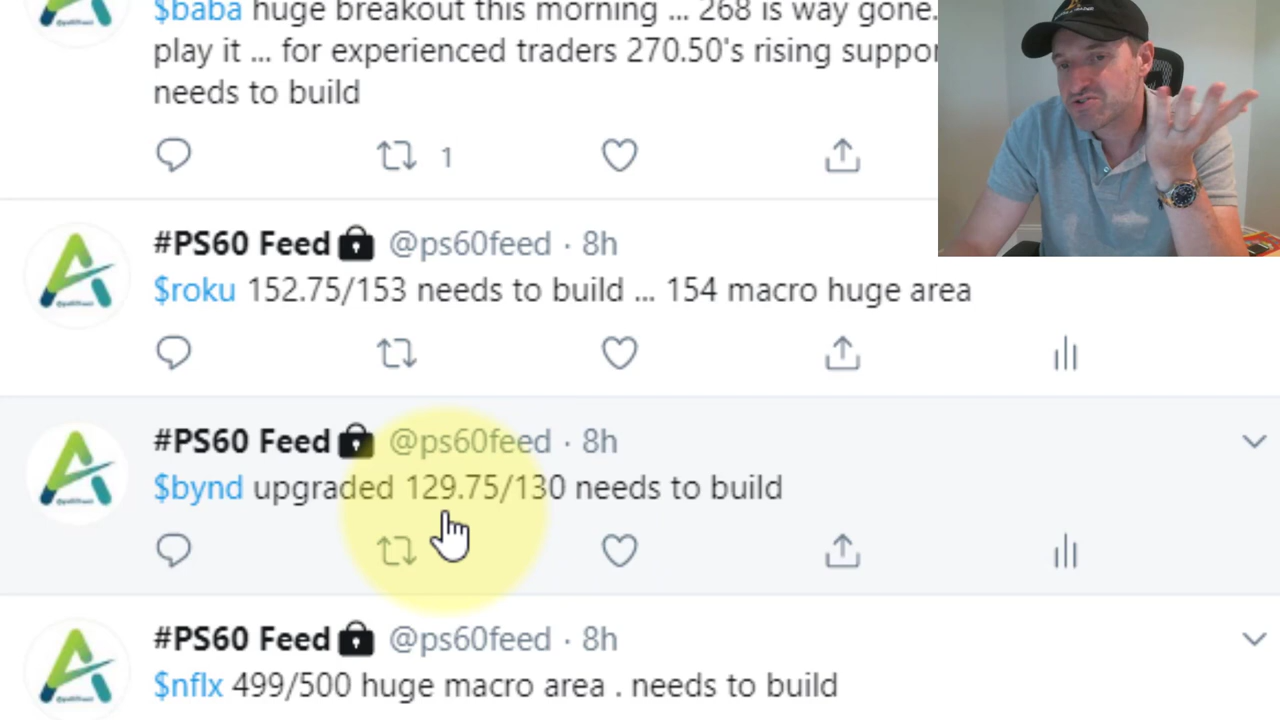 $baba huge breakout this morning ... 268 is way gone.
play it ... for experienced traders 270.50's rising suppor
needs to build
1
#PS60 Feed @ps60feed · 8h
$roku 152.75/153 needs to build ... 154 macro huge area
#PS60 Feed @ps60feed · 8h
$bynd upgraded 129.75/130 needs to build
#PS60 Feed @ps60feed · 8h
$nflx 499/500 huge macro area . needs to build